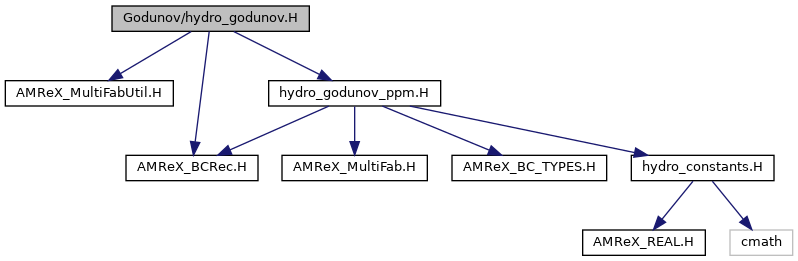 Godunov/hydro_godunov.H
AMReX_MultiFabUtil.H
hydro_godunov_ppm.H
AMReX_BCRec.H
AMReX_MultiFab.H
AMReX_BC_TYPES.H
hydro_constants.H
AMReX_REAL.H
cmath